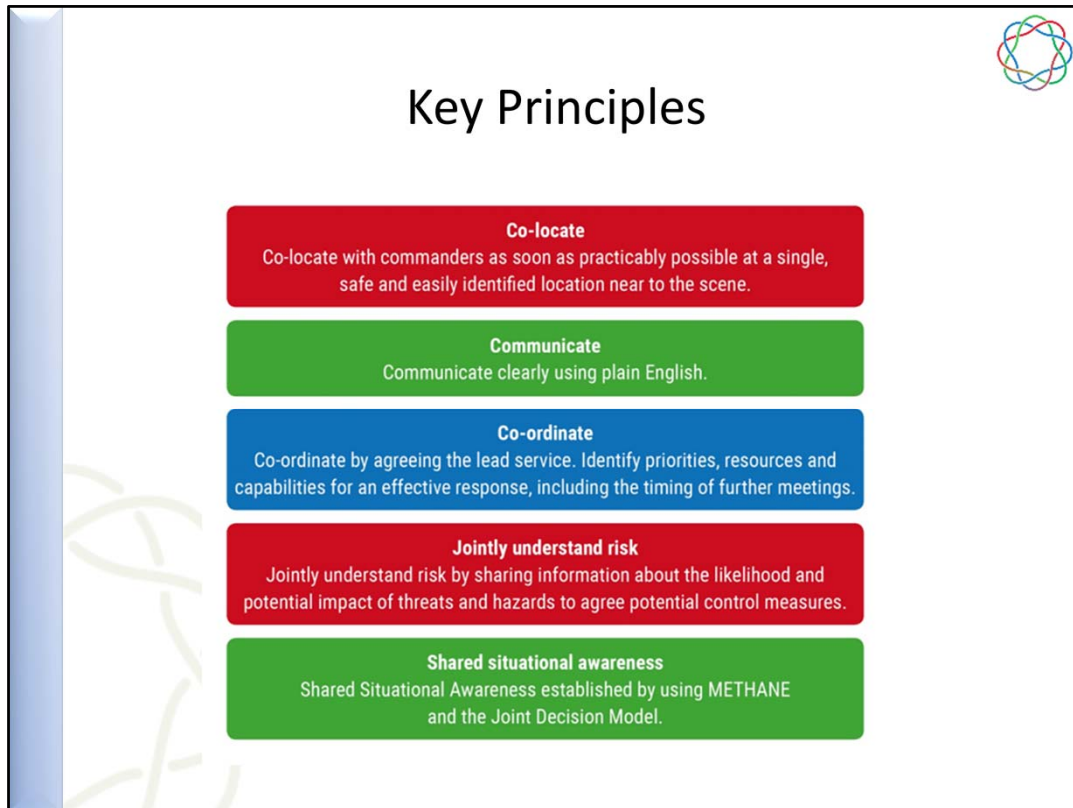 Key Principles
Co-locate
Co-locate with commanders as soon as practicably possible at a single,
safe and easily identified location near to the scene.
Communicate
Communicate clearly using plain English.
Co-ordinate
Co-ordinate by agreeing the lead service. Identify priorities, resources and
capabilities for an effective response, including the timing of further meetings.
Jointly understand risk
Jointly understand risk by sharing information about the likelihood and
potential impact of threats and hazards to agree potential control measures.
Shared situational awareness
Shared Situational Awareness established by using METHANE
and the Joint Decision Model.